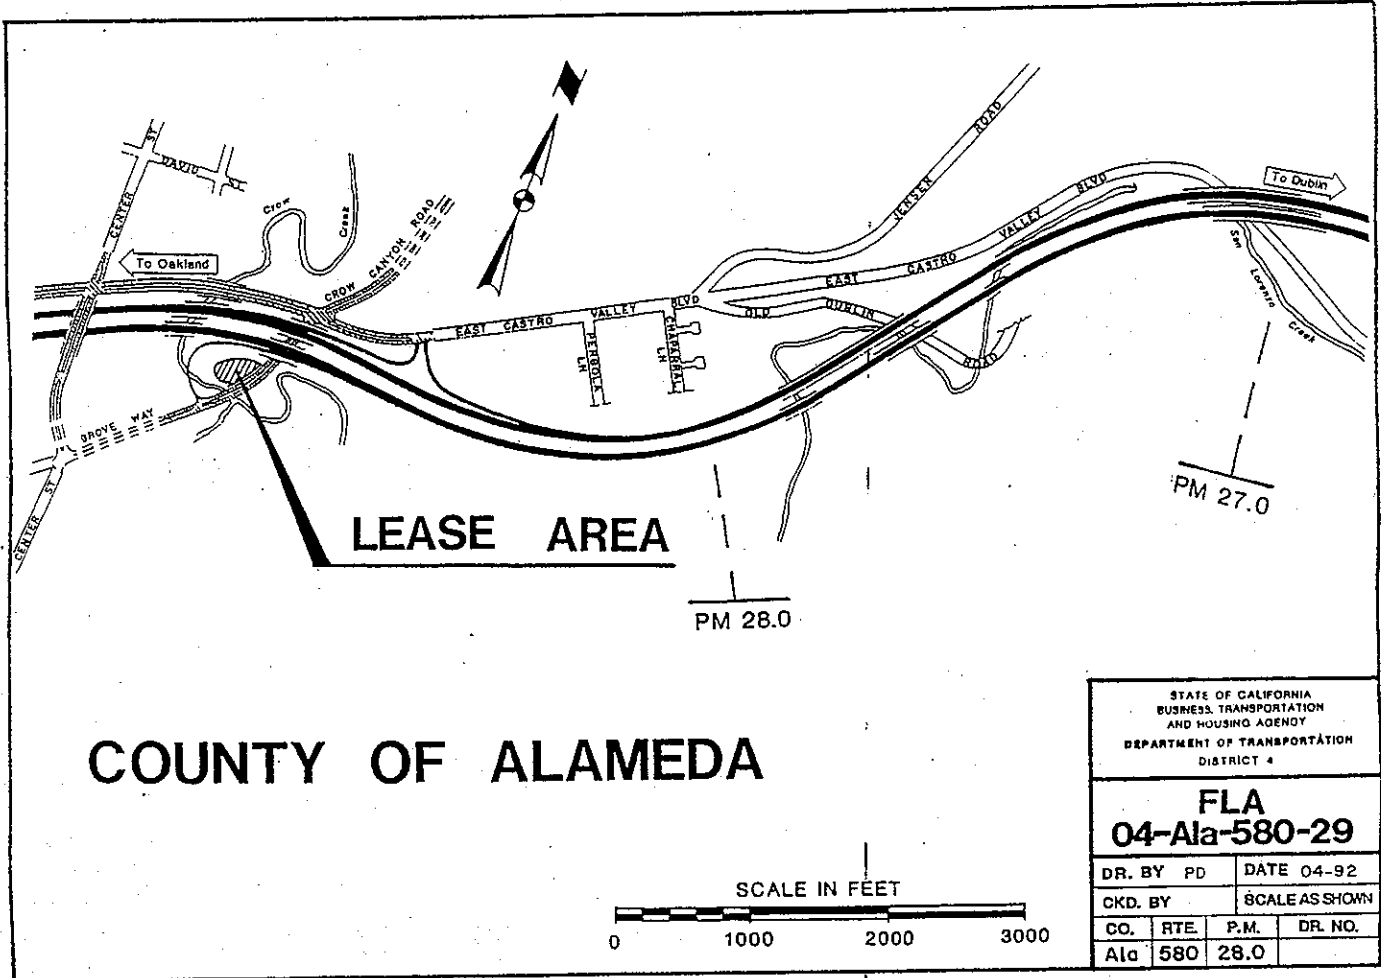 ST
DAVID
ST
CENTER
Crow
Creek
CROW CANYON ROAD
To Oakland
JENSEN ROAD
To Dublin
EAST CASTRO VALLEY BLVD
EAST CASTRO VALLEY BLVD
OLD DUBLIN ROAD
PERGOLA LN
CHAPARRAL LN
San Lorenzo Creek
GROVE WAY
CENTER ST
LEASE AREA
PM 27.0
PM 28.0
COUNTY OF ALAMEDA
STATE OF CALIFORNIA
BUSINESS, TRANSPORTATION
AND HOUSING AGENCY
DEPARTMENT OF TRANSPORTATION
DISTRICT 4
FLA
04-Ala-580-29
DR. BY PD DATE 04-92
CKD. BY SCALE AS SHOWN
CO. RTE. P.M. DR. NO.
Ala 580 28.0
SCALE IN FEET
0 1000 2000 3000